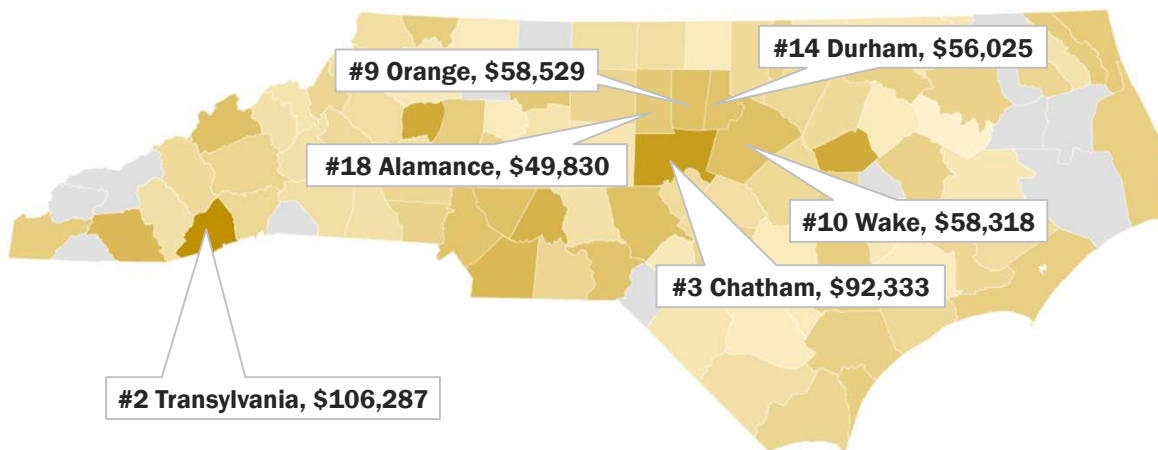 #14 Durham, $56,025
#9 Orange, $58,529
#18 Alamance, $49,830
#10 Wake, $58,318
#3 Chatham, $92,333
#2 Transylvania, $106,287